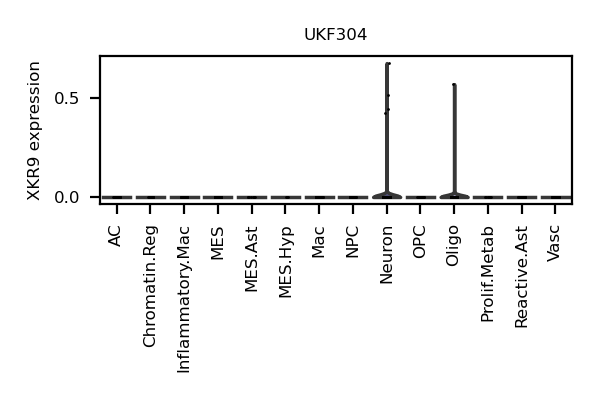 UKF304
XKR9 expression
0.5
0.0
AC
Chromatin.Reg
Inflammatory.Mac
MES
MES.Ast
MES.Hyp
Mac
NPC
Neuron
OPC
Oligo
Prolif.Metab
Reactive.Ast
Vasc